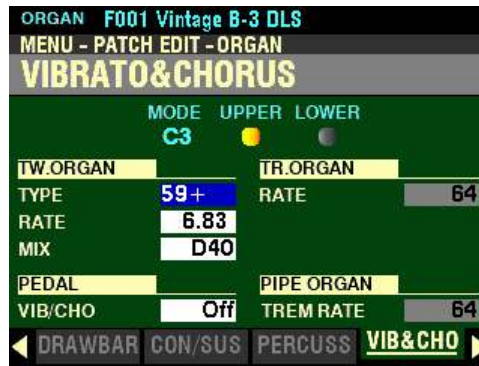 ORGAN F001 Vintage B-3 DLS
MENU - PATCH EDIT - ORGAN
VIBRATO&CHORUS
MODE UPPER LOWER
C3
TW.ORGAN TR.ORGAN
TYPE 59+ RATE 64
RATE 6.83
MIX D40
PEDAL PIPE ORGAN
VIB/CHO Off TREM RATE 64
DRAWBAR CON/SUS PERCUSS VIB&CHO